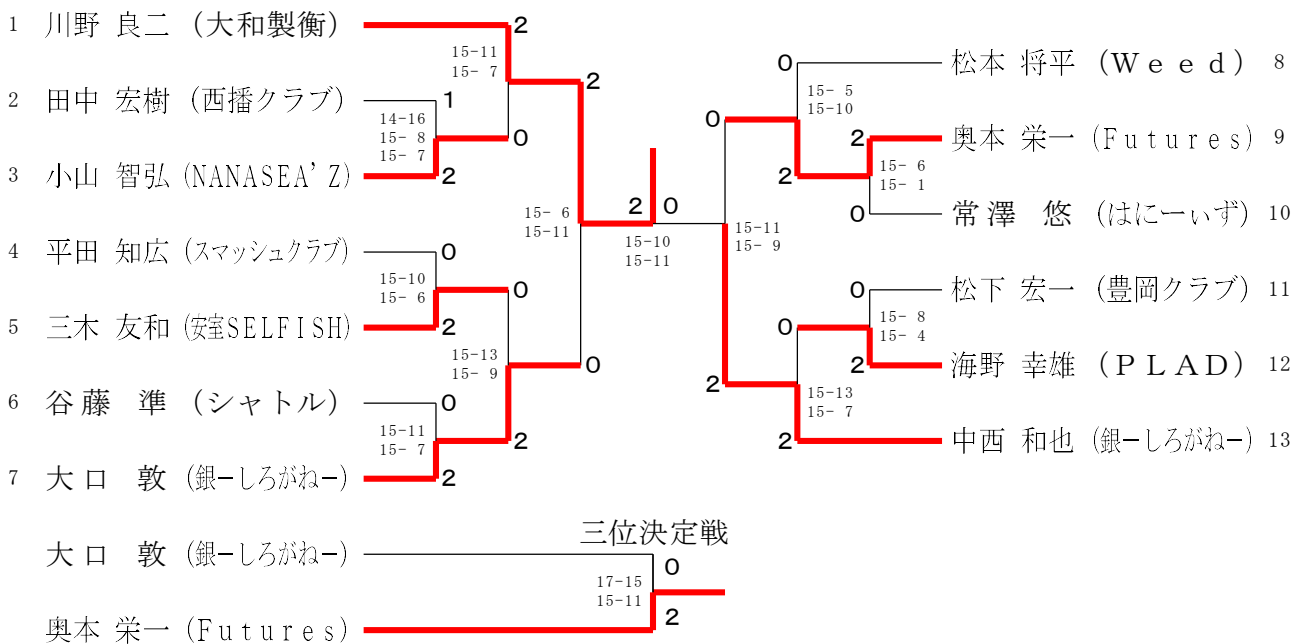 1 川野 良二 (大和製衡)
2
15-11
15- 7
2
2 田中 宏樹 (西播クラブ)
1
14-16
15- 8
15- 7
0
3 小山 智弘 (NANASEA'Z)
2
15- 6
15-11
4 平田 知広 (スマッシュクラブ)
0
15-10
15- 6
0
5 三木 友和 (安室SELFISH)
2
15-13
15- 9
0
6 谷藤 準 (シャトル)
0
15-11
15- 7
2
7 大口 敦 (銀ーしろがねー)
2
2 0
15-10
15-11
0 松本 将平 (Weed) 8
15- 5
15-10
0
2 奥本 栄一 (Futures) 9
15- 6
15- 1
2
0 常澤 悠 (はにーぃず) 10
15-11
15- 9
0 松下 宏一 (豊岡クラブ) 11
15- 8
15- 4
0
2 海野 幸雄 (PLAD) 12
2
15-13
15- 7
2 中西 和也 (銀ーしろがねー) 13
三位決定戦
大口 敦 (銀ーしろがねー)
0
17-15
15-11
2
奥本 栄一 (Futures)